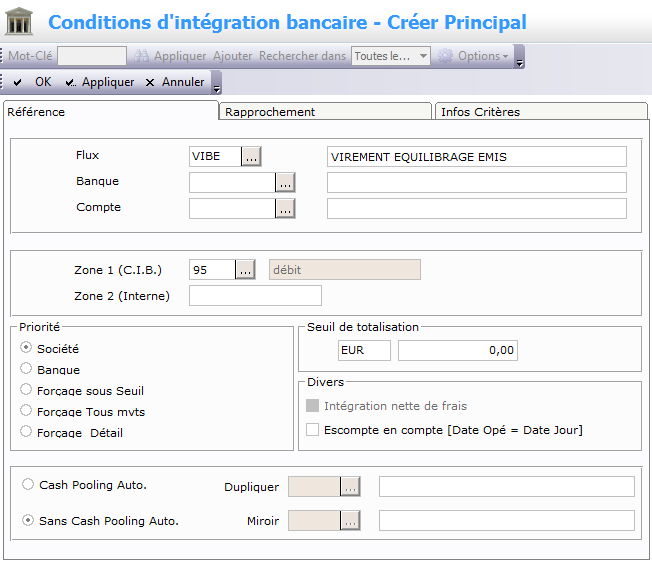 Conditions d'intégration bancaire - Créer Principal
Mot-Clé Appliquer Ajouter Rechercher dans Toutes le... Options
OK Appliquer Annuler
Référence Rapprochement Infos Critères
Flux VIBE ... VIREMENT EQUILIBRAGE EMIS
Banque ...
Compte ...
Zone 1 (C.I.B.) 95 ... débit
Zone 2 (Interne)
Priorité
Société
Banque
Forçage sous Seuil
Forçage Tous mvts
Forçage Détail
Seuil de totalisation
EUR 0,00
Divers
Intégration nette de frais
Escompte en compte [Date Opé = Date Jour]
Cash Pooling Auto. Dupliquer ...
Sans Cash Pooling Auto. Miroir ...